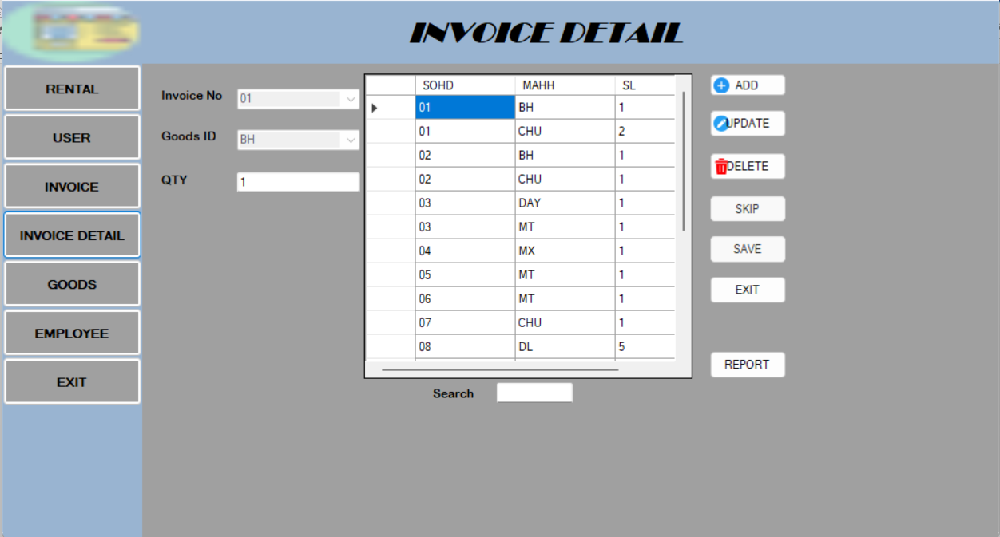 INVOICE DETAIL
RENTAL
USER
INVOICE
INVOICE DETAIL
GOODS
EMPLOYEE
EXIT
Invoice No 01
Goods ID BH
QTY 1
SOHD MAHH SL
01 BH 1
01 CHU 2
02 BH 1
02 CHU 1
03 DAY 1
03 MT 1
04 MX 1
05 MT 1
06 MT 1
07 CHU 1
08 DL 5
Search
ADD
UPDATE
DELETE
SKIP
SAVE
EXIT
REPORT